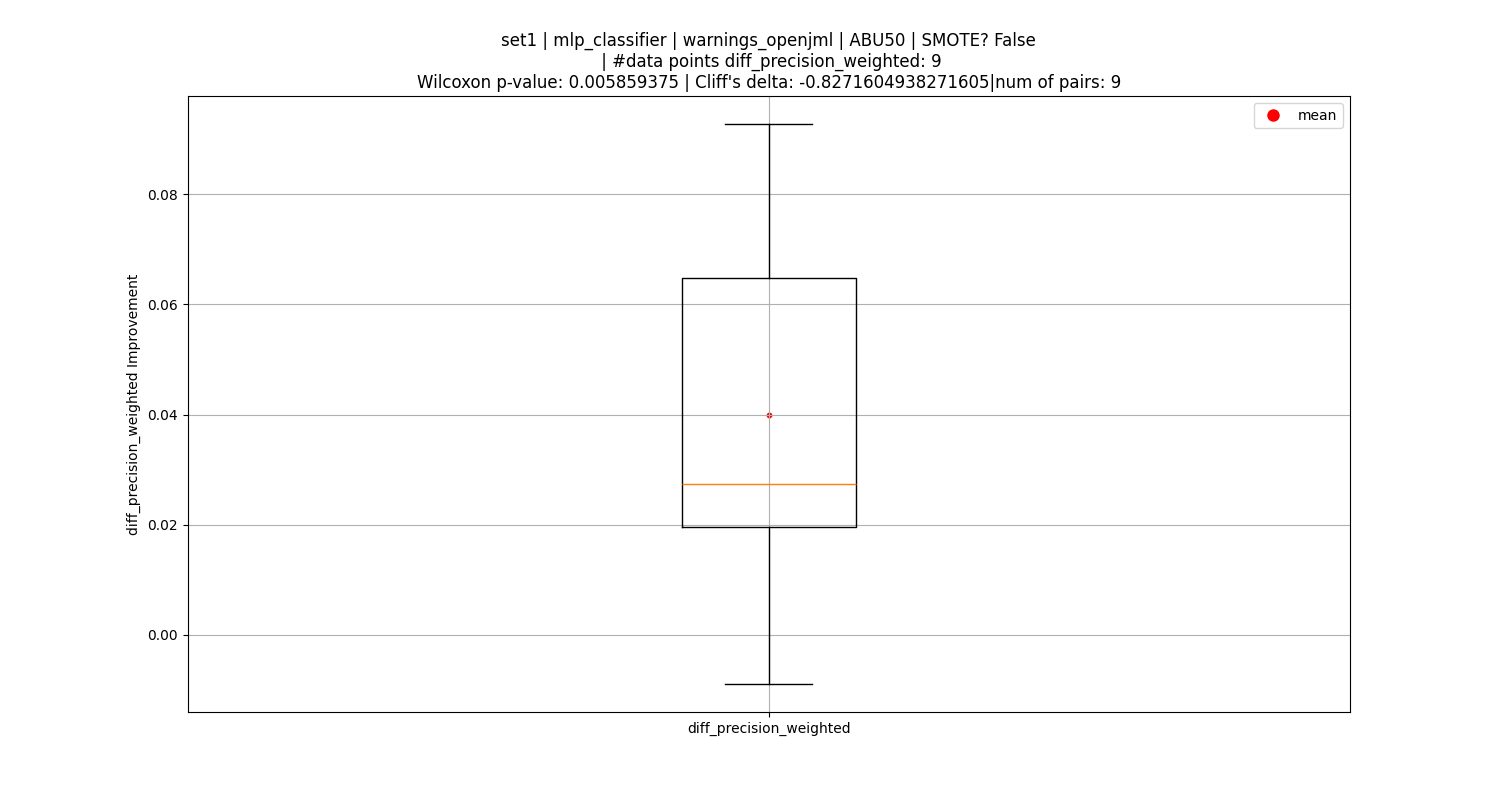 set1 | mlp_classifier | warnings_openjml | ABU50 | SMOTE? False
| #data points diff_precision_weighted: 9
Wilcoxon p-value: 0.005859375 | Cliff's delta: -0.8271604938271605|num of pairs: 9
mean
0.08
0.06
0.04
0.02
0.00
diff_precision_weighted Improvement
diff_precision_weighted